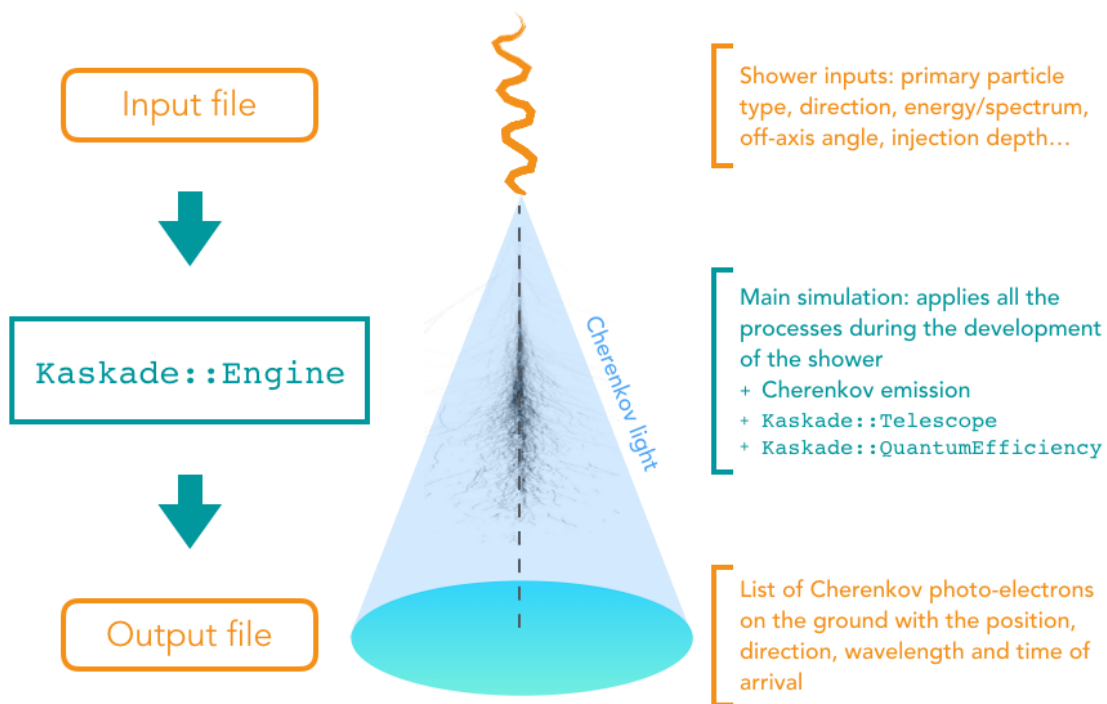 Input file
Shower inputs: primary particle
type, direction, energy/spectrum,
off-axis angle, injection depth…
Kaskade::Engine
Cherenkov light
Main simulation: applies all the
processes during the development
of the shower
+ Cherenkov emission
+ Kaskade::Telescope
+ Kaskade::QuantumEfficiency
Output file
List of Cherenkov photo-electrons
on the ground with the position,
direction, wavelength and time of
arrival